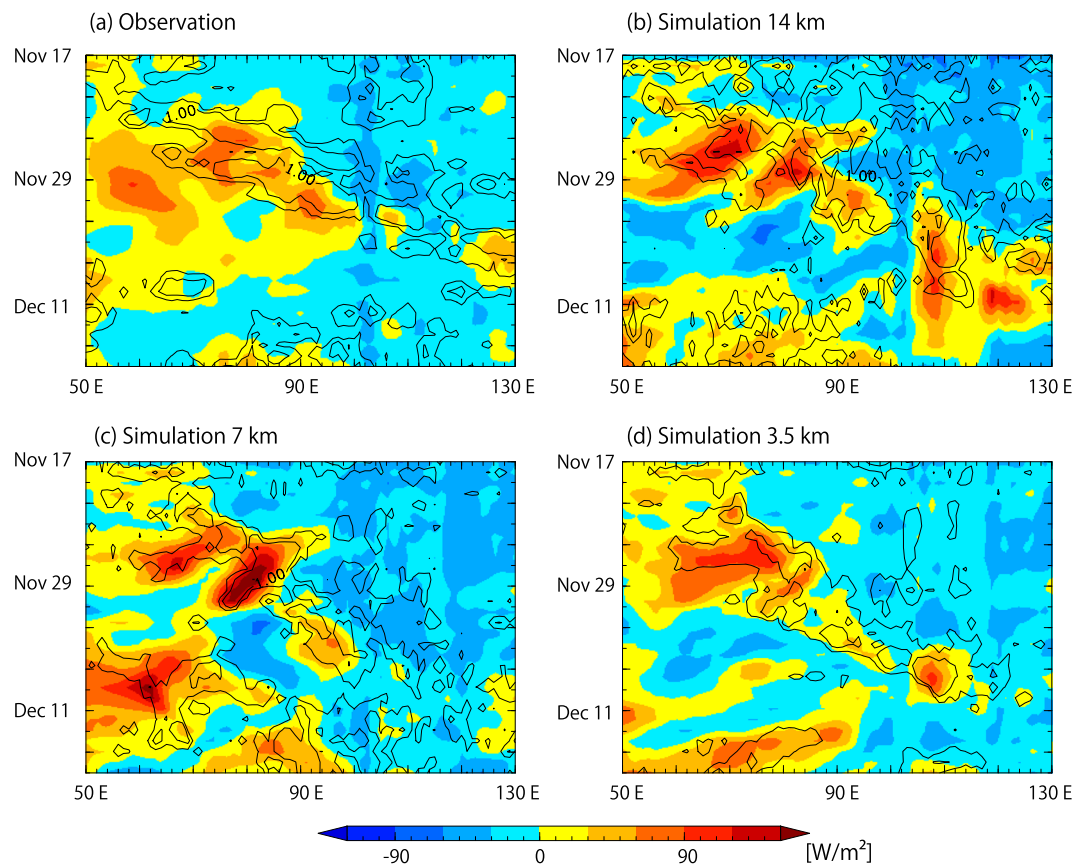 (a) Observation
(b) Simulation 14 km
Nov 17
Nov 29
Dec 11
1.00
1.00
50 E 90 E 130 E
Nov 17
Nov 29
Dec 11
1.00
50 E 90 E 130 E
(c) Simulation 7 km
(d) Simulation 3.5 km
Nov 17
Nov 29
Dec 11
1.00
50 E 90 E 130 E
Nov 17
Nov 29
Dec 11
50 E 90 E 130 E
-90 0 90 [W/m²]